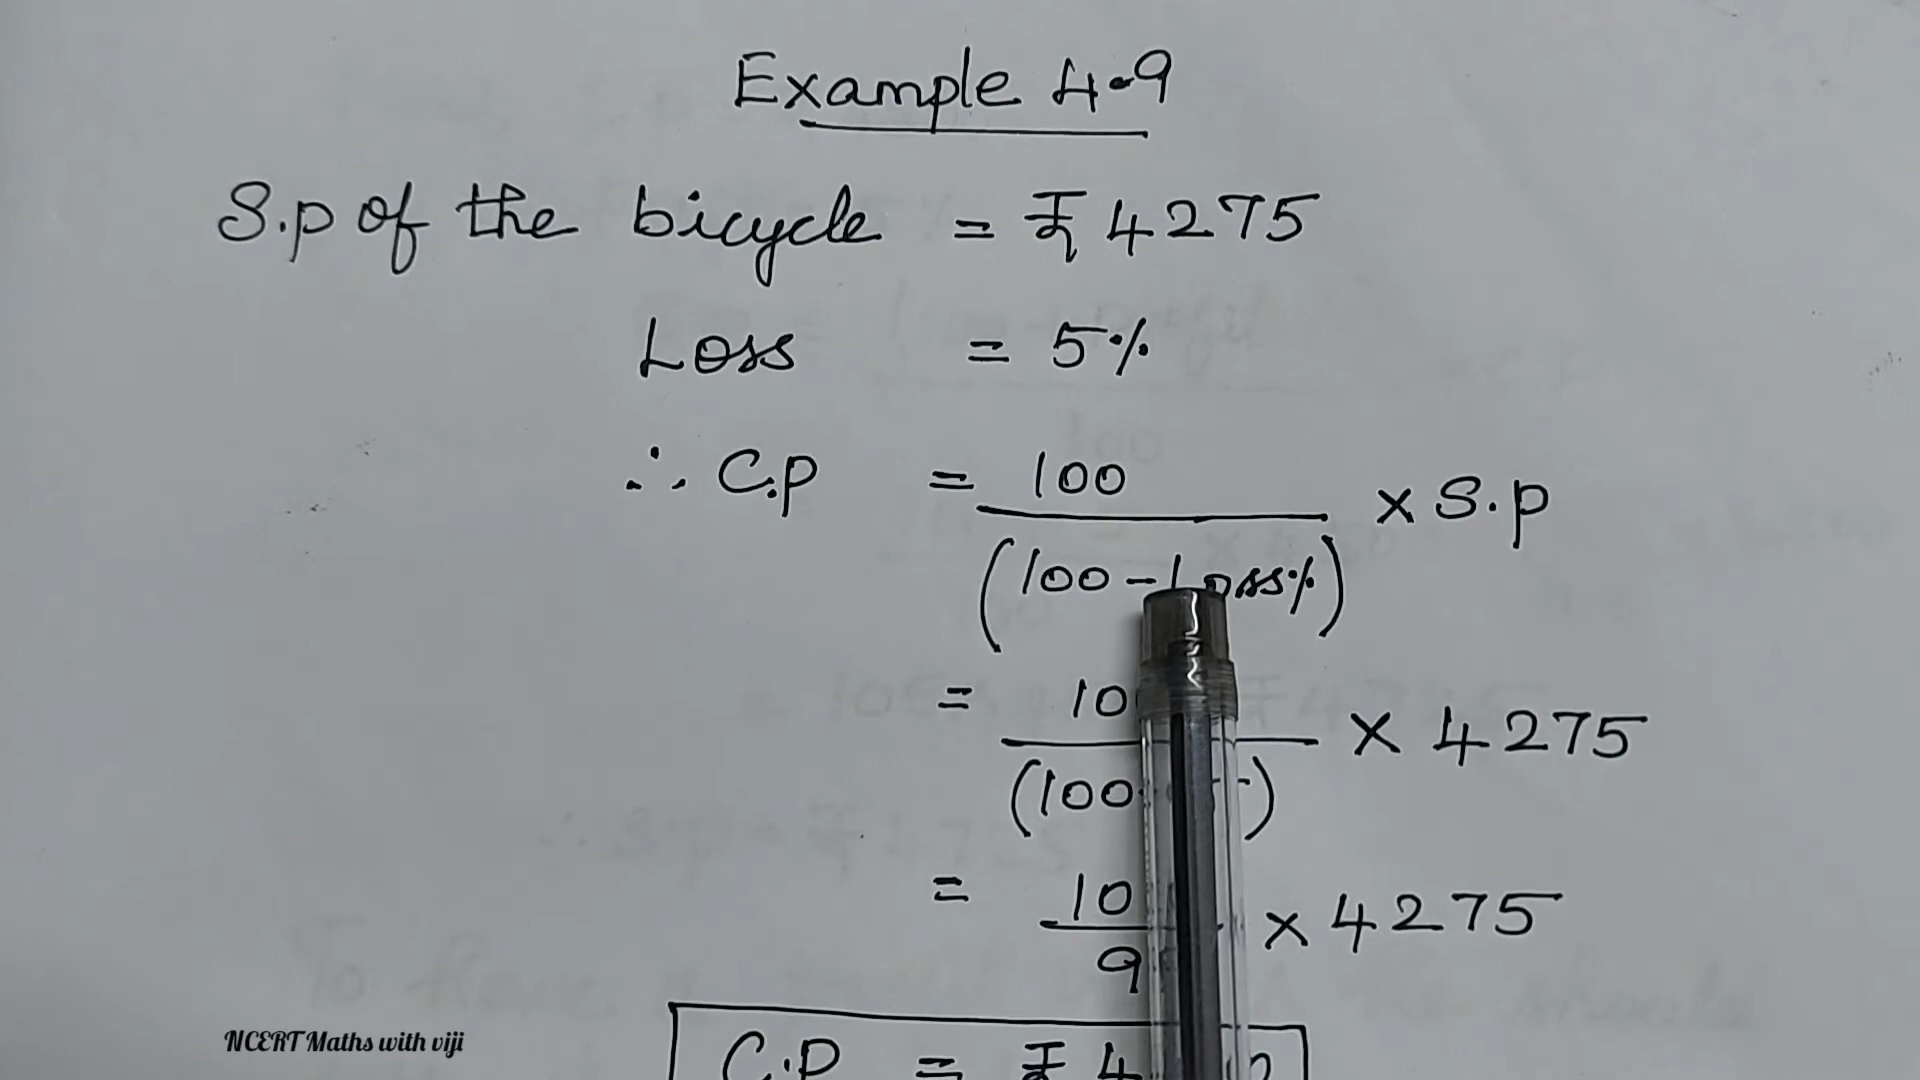 Example 4.9
S.p of the bicycle = ₹ 4275
Loss = 5%
∴ C.P = 100 / (100 - Loss%) × S.p
= 10 / (100 ) × 4275
= 10 / 9 × 4275
C.P = ₹ 4
NCERT Maths with viji